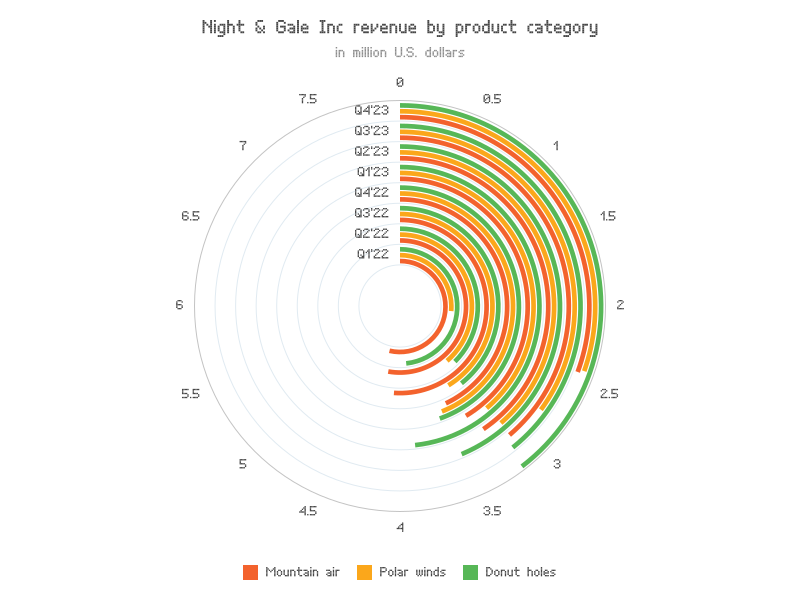 Night & Gale Inc revenue by product category
in million U.S. dollars
0
0.5
1
1.5
2
2.5
3
3.5
4
4.5
5
5.5
6
6.5
7
7.5
Q4'23
Q3'23
Q2'23
Q1'23
Q4'22
Q3'22
Q2'22
Q1'22
Mountain air Polar winds Donut holes